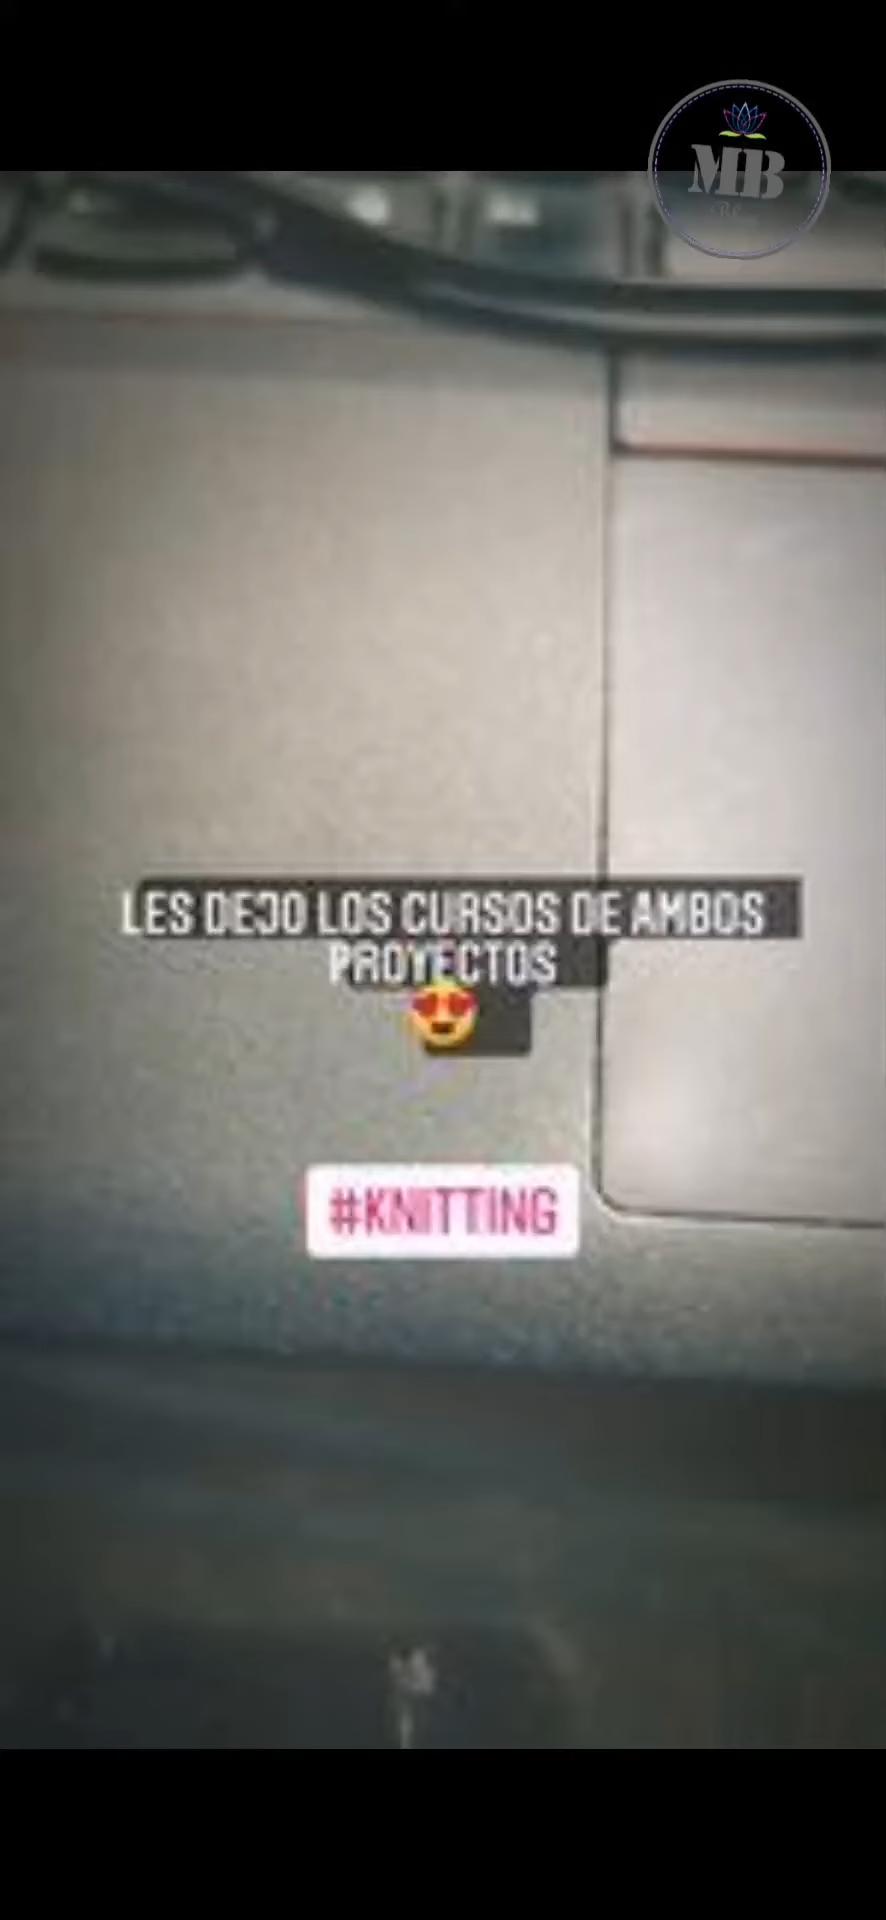 MB
LES DEJO LOS CURSOS DE AMBOS
PROYECTOS
😍
#KNITTING